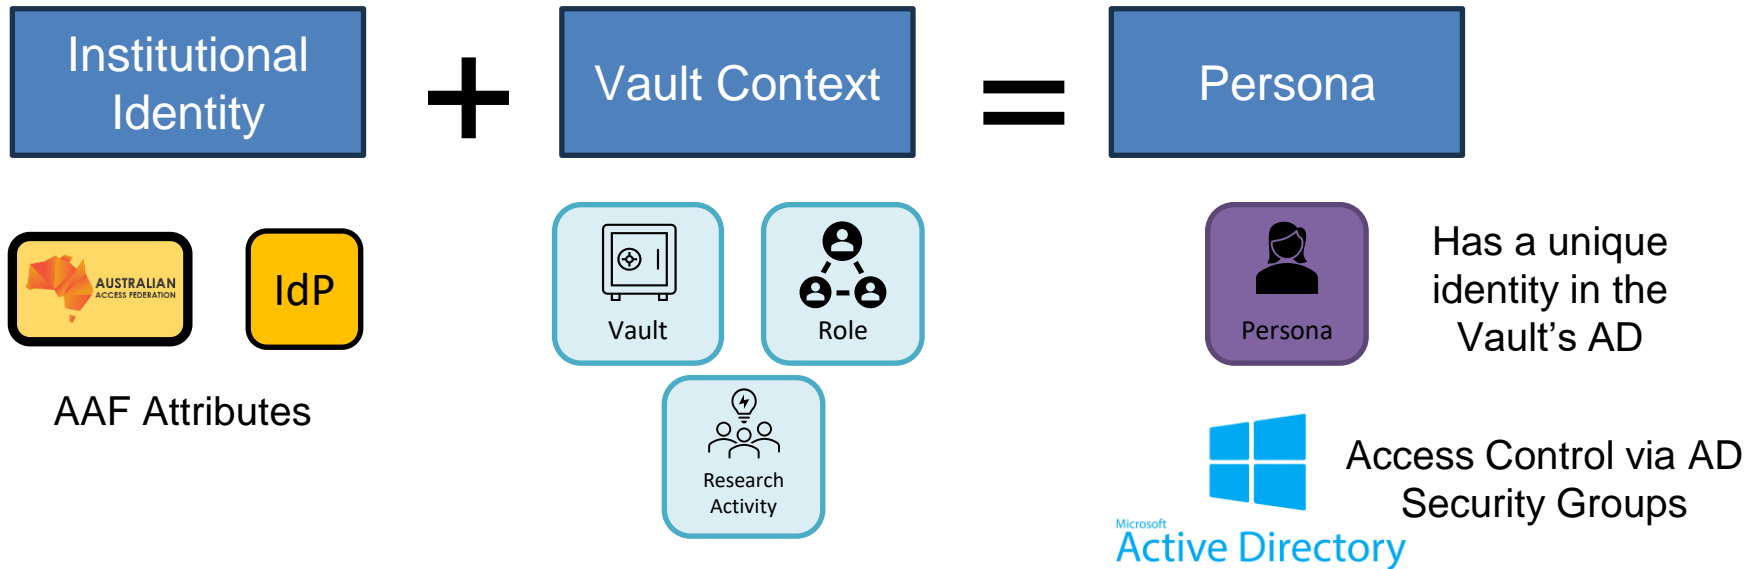 Institutional
Identity
+
Vault Context
=
Persona
AUSTRALIAN
ACCESS FEDERATION
IdP
AAF Attributes
Vault
Role
Research
Activity
Persona
Has a unique
identity in the
Vault’s AD
Access Control via AD
Security Groups
Microsoft
Active Directory